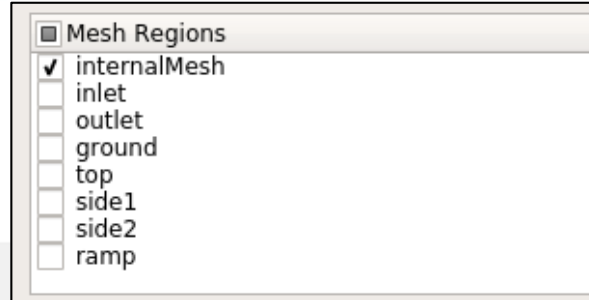 Mesh Regions
internalMesh
inlet
outlet
ground
top
side1
side2
ramp